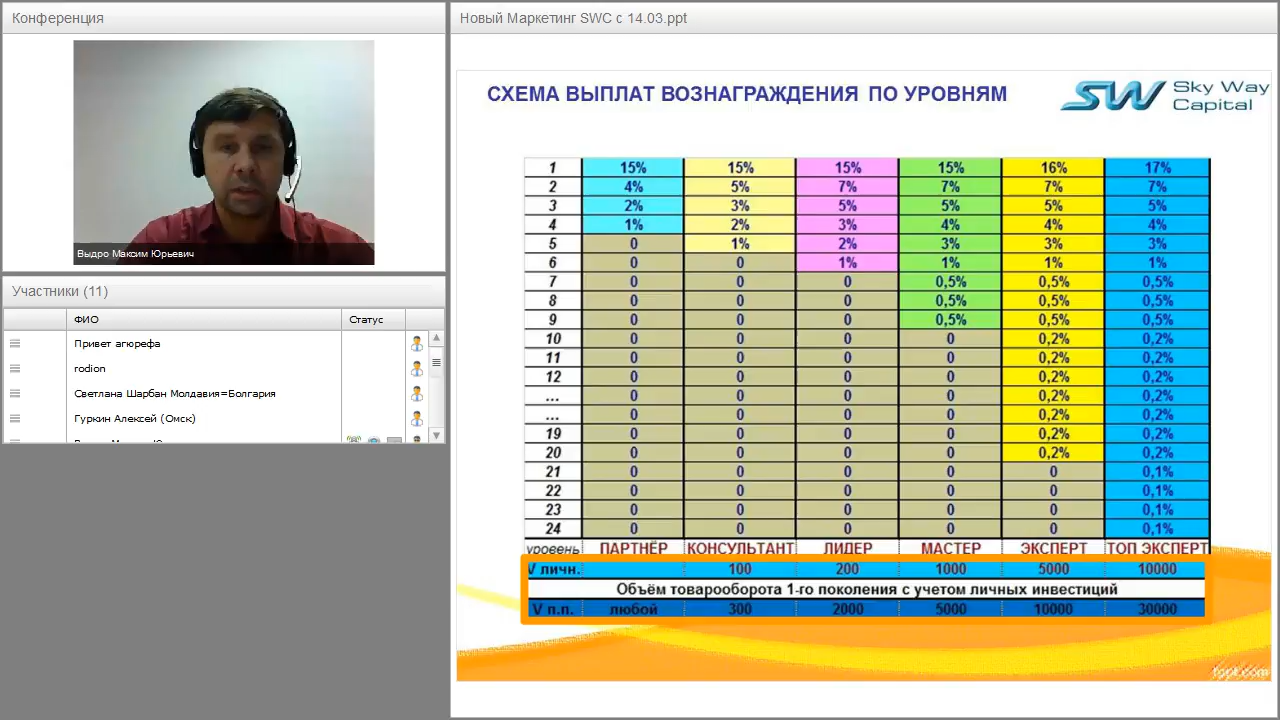 Конференция
Выдро Максим Юрьевич
Участники (11)
ФИО Статус
Привет агюрефа
rodion
Светлана Шарбан Молдавия=Болгария
Гуркин Алексей (Омск)
Новый Маркетинг SWC с 14.03.ppt
СХЕМА ВЫПЛАТ ВОЗНАГРАЖДЕНИЯ ПО УРОВНЯМ
SW Sky Way
Capital
1 15% 15% 15% 15% 16% 17%
2 4% 5% 7% 7% 7% 7%
3 2% 3% 5% 5% 5% 5%
4 1% 2% 3% 4% 4% 4%
5 0 1% 2% 3% 3% 3%
6 0 0 1% 1% 1% 1%
7 0 0 0 0,5% 0,5% 0,5%
8 0 0 0 0,5% 0,5% 0,5%
9 0 0 0 0,5% 0,5% 0,5%
10 0 0 0 0 0,2% 0,2%
11 0 0 0 0 0,2% 0,2%
12 0 0 0 0 0,2% 0,2%
... 0 0 0 0 0,2% 0,2%
... 0 0 0 0 0,2% 0,2%
19 0 0 0 0 0,2% 0,2%
20 0 0 0 0 0,2% 0,2%
21 0 0 0 0 0 0,1%
22 0 0 0 0 0 0,1%
23 0 0 0 0 0 0,1%
24 0 0 0 0 0 0,1%
уровень ПАРТНЁР КОНСУЛЬТАНТ ЛИДЕР МАСТЕР ЭКСПЕРТ ТОП ЭКСПЕРТ
V личн. 100 200 1000 5000 10000
Объём товарооборота 1-го поколения с учетом личных инвестиций
V п.п. любой 300 2000 5000 10000 30000
fppt.com